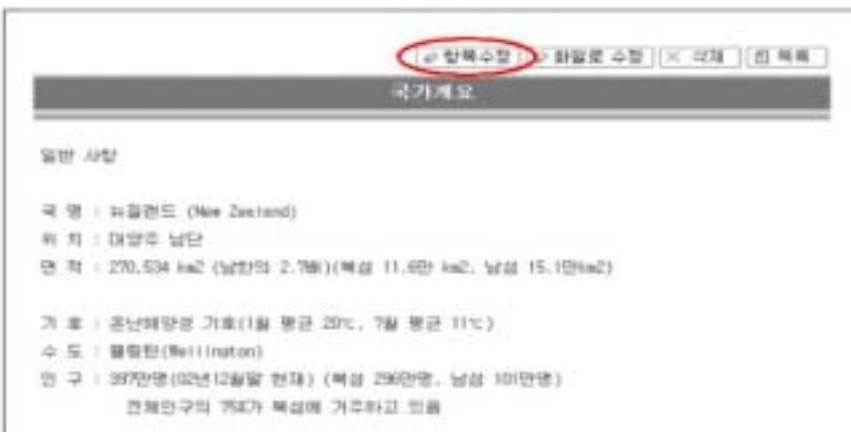 항목수정 파일로 수정 삭제 목록
국가개요
일반 사항
국 명 : 뉴질랜드 (New Zealand)
위 치 : 대양주 남단
면 적 : 270,534 km2 (남한의 2.7배)(북섬 11.6만 km2, 남섬 15.1만km2)
기 후 : 온난해양성 기후(1월 평균 20℃, 7월 평균 11℃)
수 도 : 웰링턴(Wellington)
인 구 : 397만명(02년12월말 현재) (북섬 296만명, 남섬 101만명)
전체인구의 75%가 북섬에 거주하고 있음